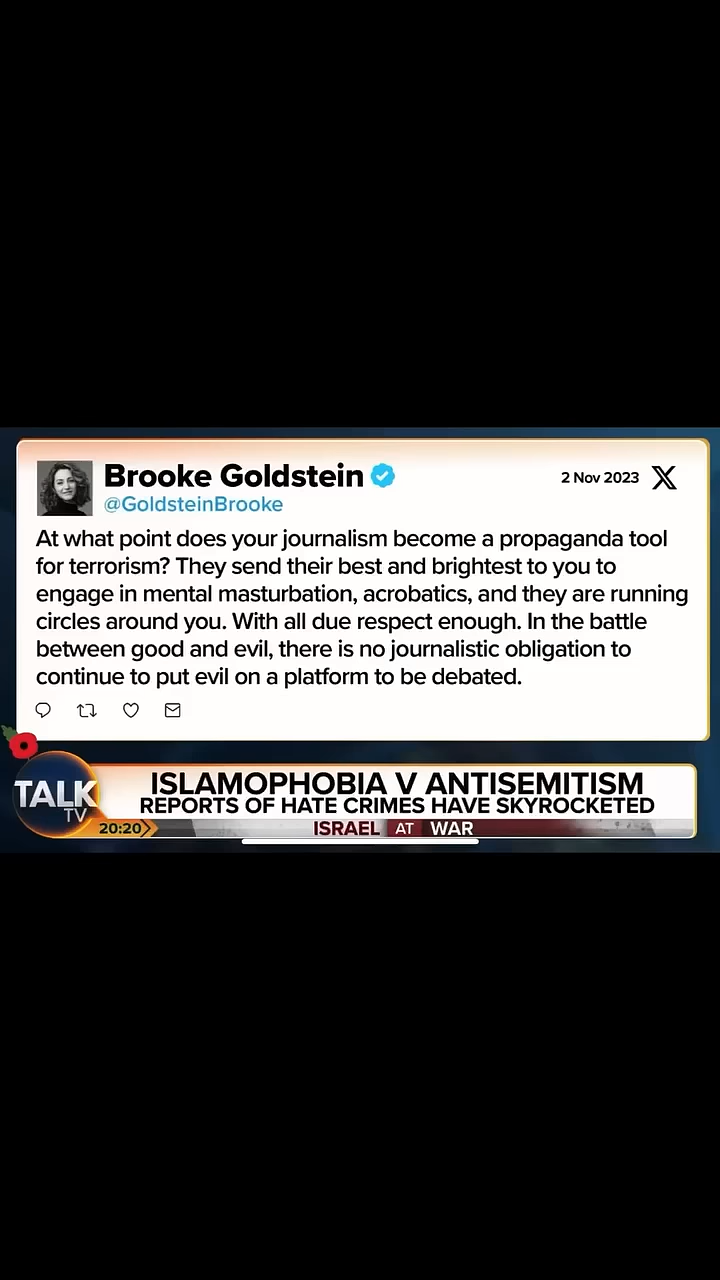 Brooke Goldstein
2 Nov 2023
@GoldsteinBrooke
At what point does your journalism become a propaganda tool
for terrorism? They send their best and brightest to you to
engage in mental masturbation, acrobatics, and they are running
circles around you. With all due respect enough. In the battle
between good and evil, there is no journalistic obligation to
continue to put evil on a platform to be debated.
TALK
TV
ISLAMOPHOBIA V ANTISEMITISM
REPORTS OF HATE CRIMES HAVE SKYROCKETED
20:20
ISRAEL AT WAR